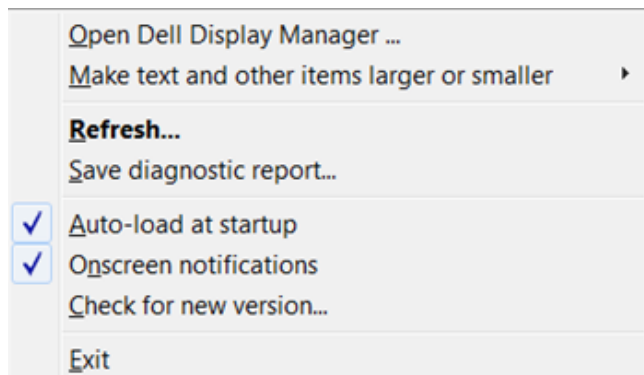 Open Dell Display Manager ...
Make text and other items larger or smaller
Refresh...
Save diagnostic report...
Auto-load at startup
Onscreen notifications
Check for new version...
Exit